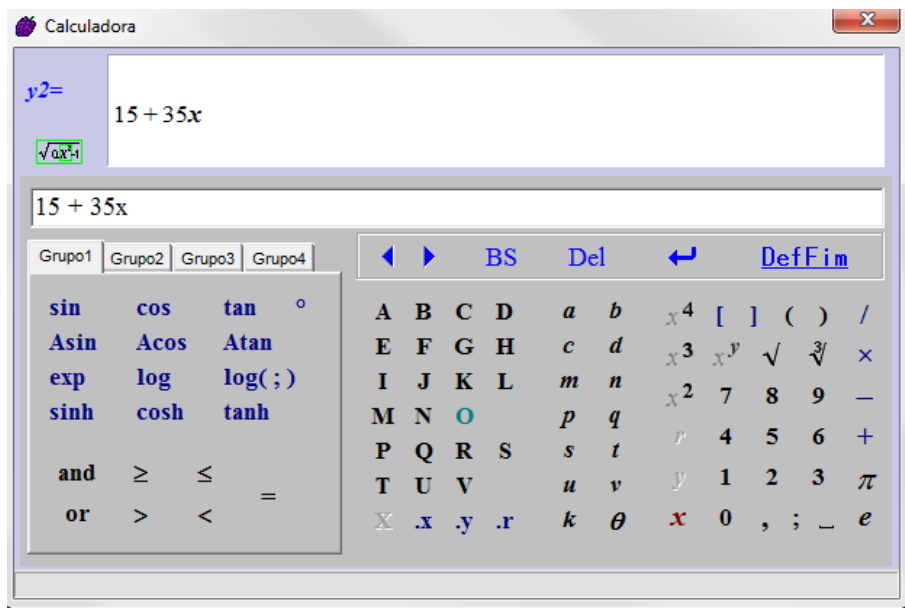 Calculadora
y2=
15 + 35x
√ax²-1
15 + 35x
Grupo1 Grupo2 Grupo3 Grupo4
BS Del DefFim
sin cos tan °
Asin Acos Atan
exp log log(;)
sinh cosh tanh
and ≥ ≤
=
or > <
A B C D a b x⁴ [ ] ( ) /
E F G H c d x³ xʸ √ ∛ ×
I J K L m n x² 7 8 9 −
M N O p q r 4 5 6 +
P Q R S s t y 1 2 3 π
T U V u v x 0 , ; _ e
X .x .y .r k θ